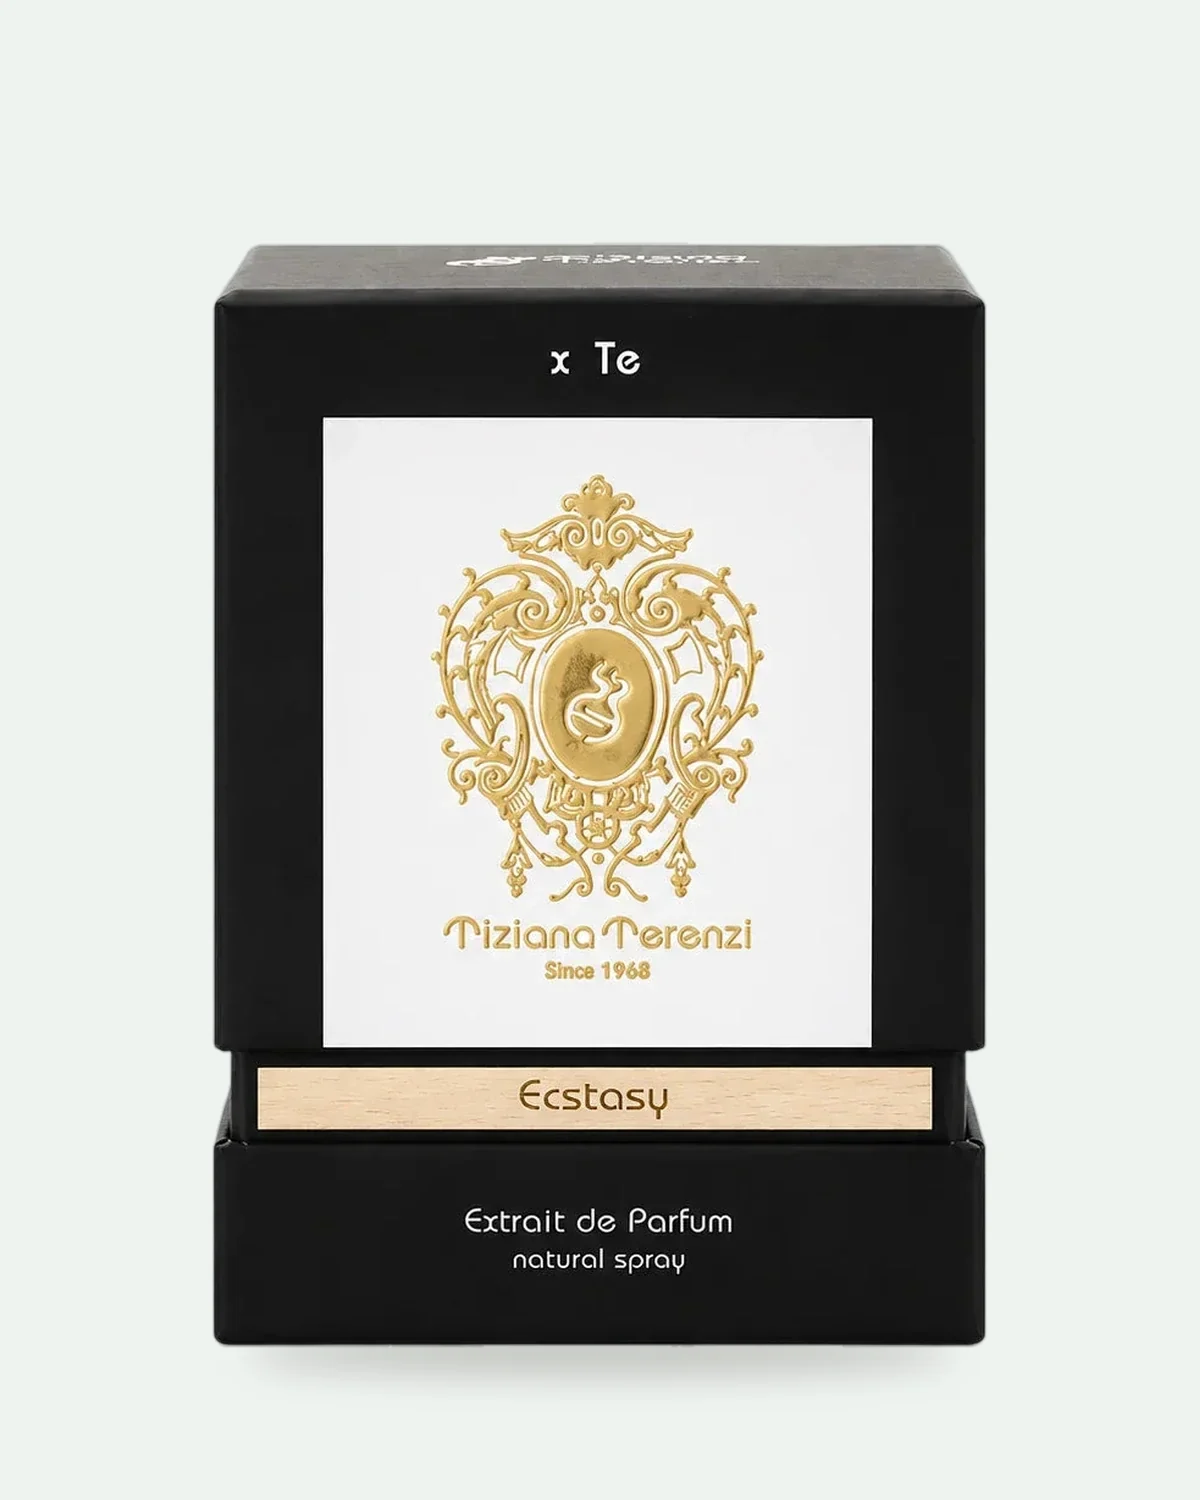 x Te
Tiziana Terenzi
Since 1968
Ecstasy
Extrait de Parfum
natural spray